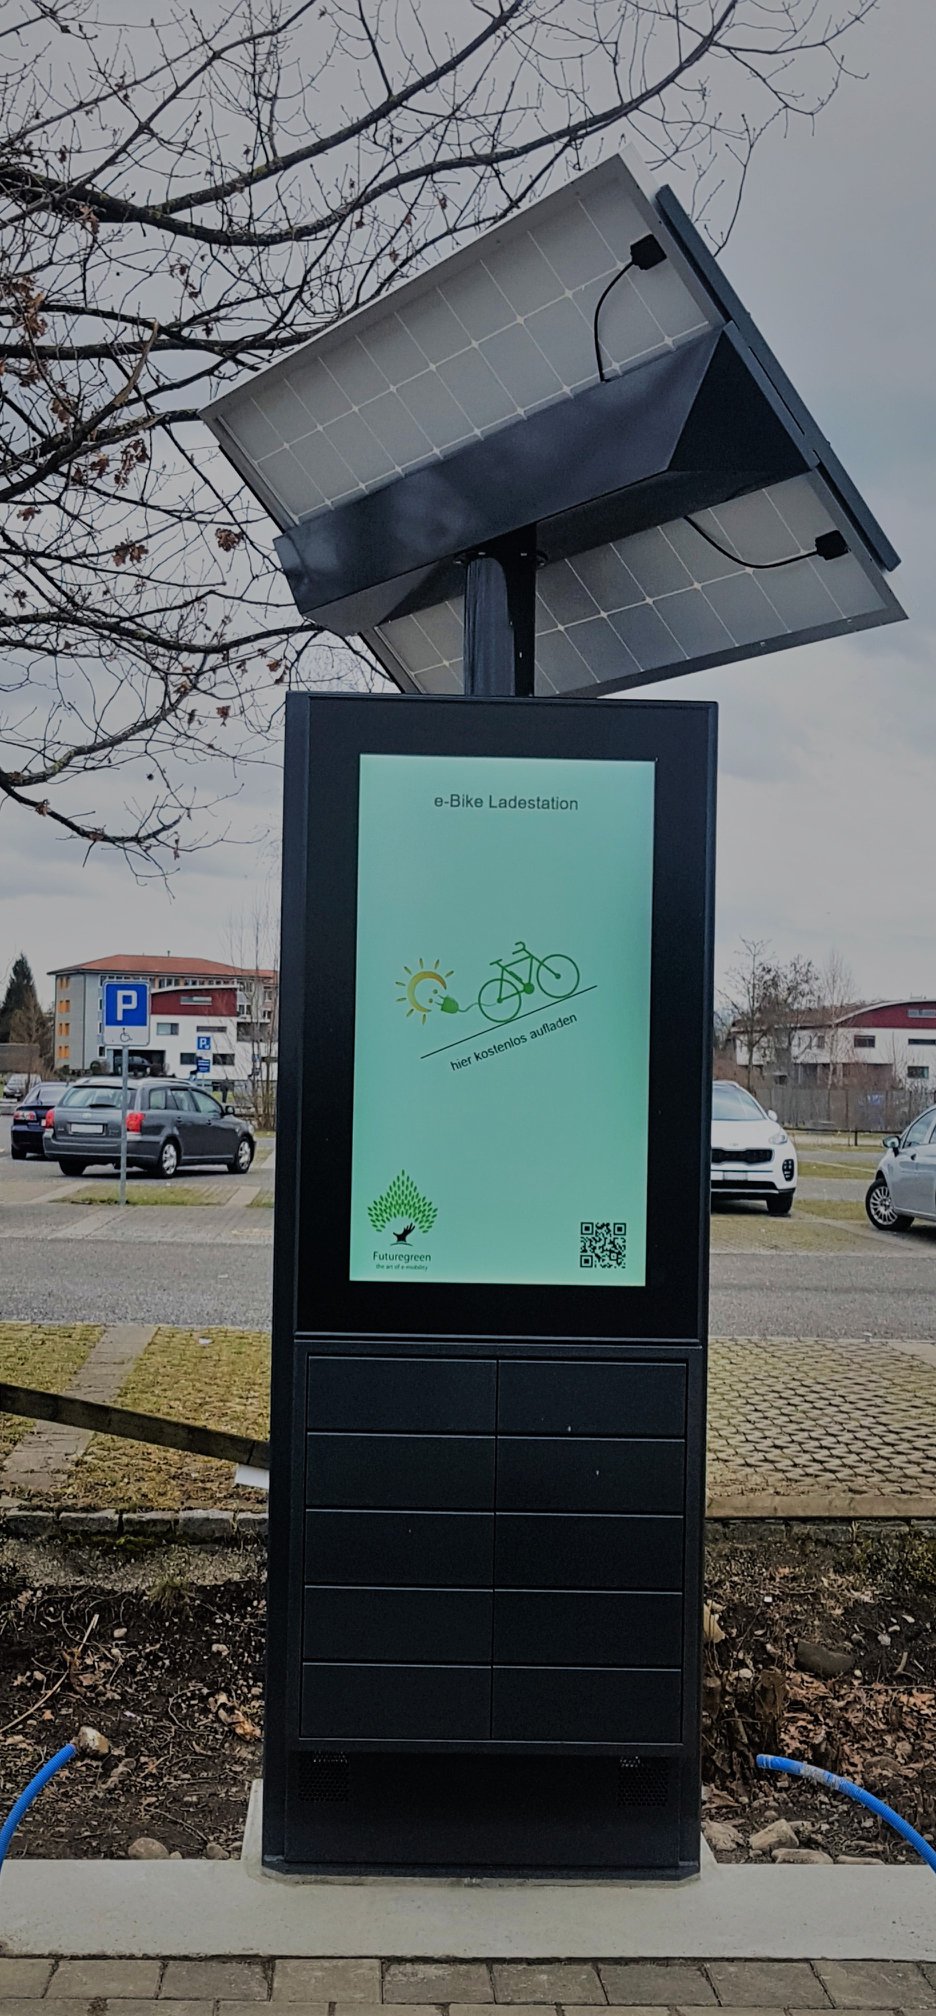 e-Bike Ladestation
P
P
hier kostenlos aufladen
Futuregreen
the art of e-mobility